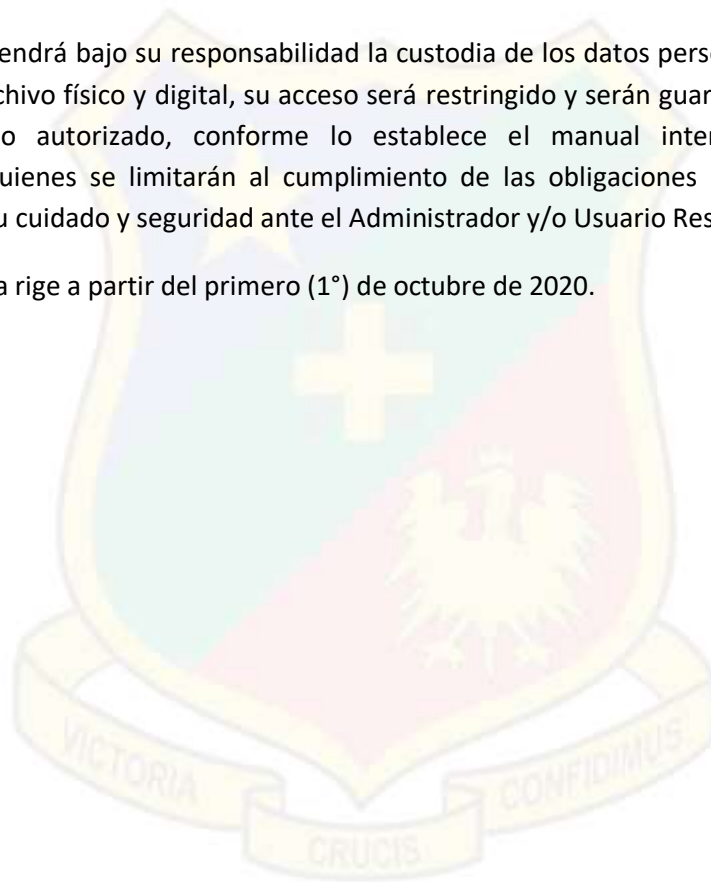 endrá bajo su responsabilidad la custodia de los datos perso
chivo físico y digital, su acceso será restringido y serán guar
o autorizado, conforme lo establece el manual inter
uienes se limitarán al cumplimiento de las obligaciones
u cuidado y seguridad ante el Administrador y/o Usuario Res
a rige a partir del primero (1°) de octubre de 2020.
VICTORIA
CRUCIS
CONFIDIMUS